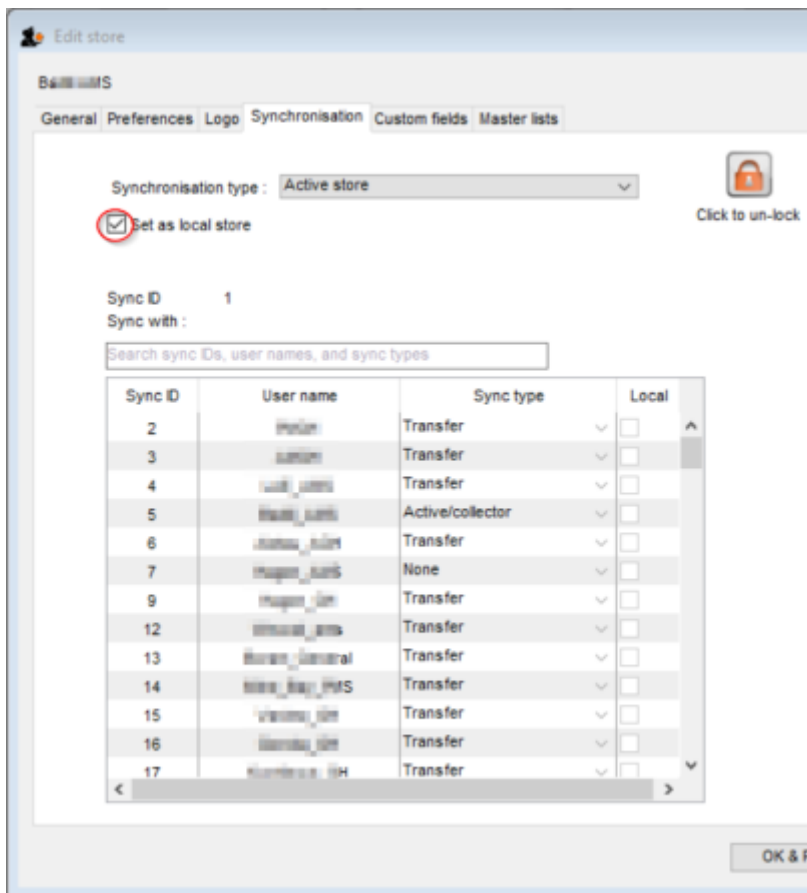 Edit store
General Preferences Logo Synchronisation Custom fields Master lists
Synchronisation type : Active store
Set as local store
Click to un-lock
Sync ID 1
Sync with :
Search sync IDs, user names, and sync types
Sync ID User name Sync type Local
2 Transfer
3 Transfer
4 Transfer
5 Active/collector
6 Transfer
7 None
9 Transfer
12 Transfer
13 Transfer
14 Transfer
15 Transfer
16 Transfer
17 Transfer
OK &